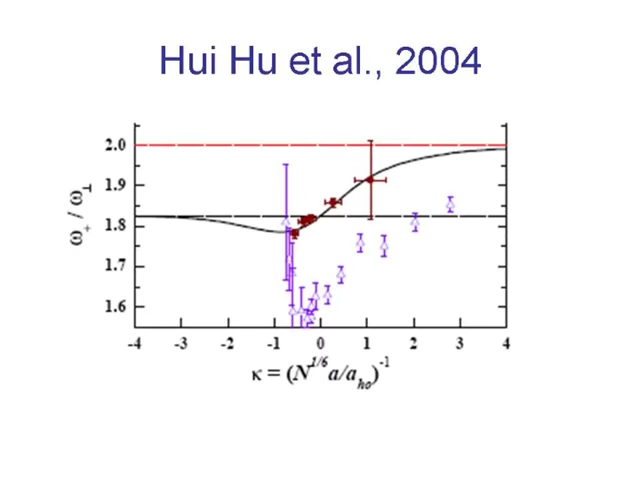 Hui Hu et al., 2004
2.0
1.9
1.8
1.7
1.6
ω₊ / ω⊥
-4 -3 -2 -1 0 1 2 3 4
κ = (N^1/6 a/a_ho)^-1